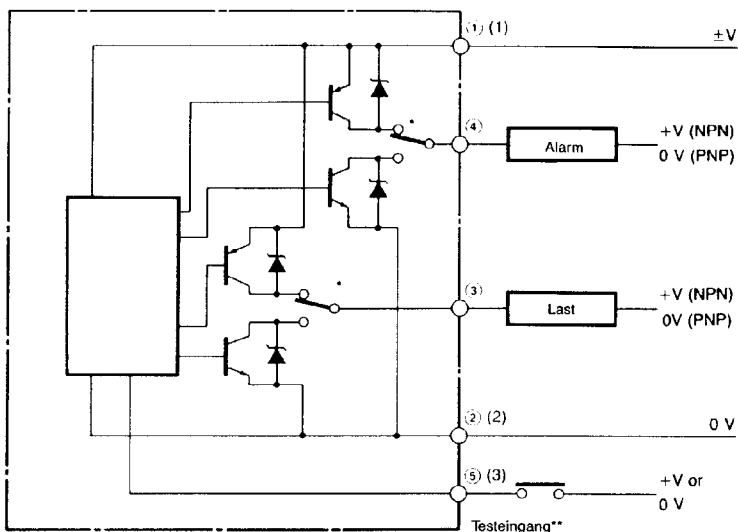 ① (1)
±V
④
Alarm
+V (NPN)
0 V (PNP)
③
Last
+V (NPN)
0V (PNP)
② (2)
0 V
⑤ (3)
+V or
0 V
Testeingang**